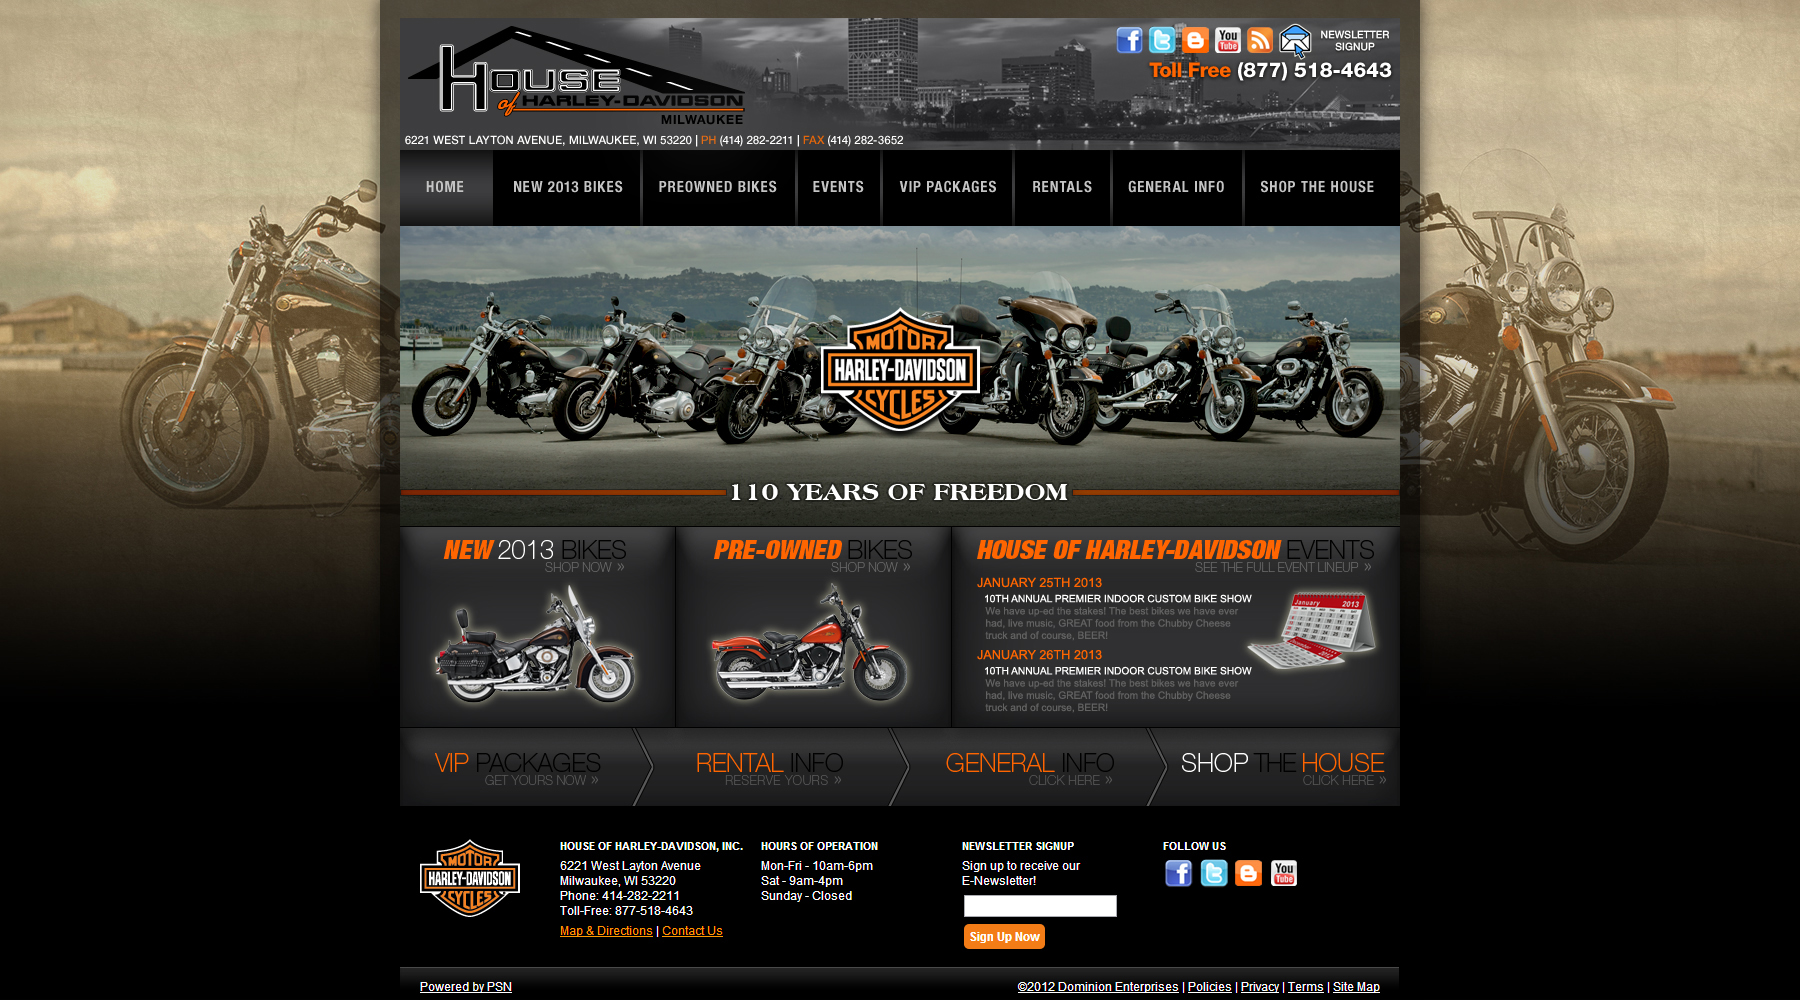 House
of HARLEY-DAVIDSON
MILWAUKEE
6221 WEST LAYTON AVENUE, MILWAUKEE, WI 53220 | PH (414) 282-2211 | FAX (414) 282-3652
You
Tube
NEWSLETTER
SIGNUP
Toll Free (877) 518-4643
HOME
NEW 2013 BIKES
PREOWNED BIKES
EVENTS
VIP PACKAGES
RENTALS
GENERAL INFO
SHOP THE HOUSE
MOTOR
HARLEY-DAVIDSON
CYCLES
110 YEARS OF FREEDOM
NEW 2013 BIKES
SHOP NOW »
PRE-OWNED BIKES
SHOP NOW »
HOUSE OF HARLEY-DAVIDSON EVENTS
SEE THE FULL EVENT LINEUP »
JANUARY 25TH 2013
10TH ANNUAL PREMIER INDOOR CUSTOM BIKE SHOW
We have up-ed the stakes! The best bikes we have ever
had, live music, GREAT food from the Chubby Cheese
truck and of course, BEER!
JANUARY 26TH 2013
10TH ANNUAL PREMIER INDOOR CUSTOM BIKE SHOW
We have up-ed the stakes! The best bikes we have ever
had, live music, GREAT food from the Chubby Cheese
truck and of course, BEER!
January 2013
VIP PACKAGES
GET YOURS NOW »
RENTAL INFO
RESERVE YOURS »
GENERAL INFO
CLICK HERE »
SHOP THE HOUSE
CLICK HERE »
MOTOR
HARLEY-DAVIDSON
CYCLES
HOUSE OF HARLEY-DAVIDSON, INC.
6221 West Layton Avenue
Milwaukee, WI 53220
Phone: 414-282-2211
Toll-Free: 877-518-4643
Map & Directions | Contact Us
HOURS OF OPERATION
Mon-Fri - 10am-6pm
Sat - 9am-4pm
Sunday - Closed
NEWSLETTER SIGNUP
Sign up to receive our
E-Newsletter!
Sign Up Now
FOLLOW US
You
Tube
Powered by PSN
©2012 Dominion Enterprises | Policies | Privacy | Terms | Site Map